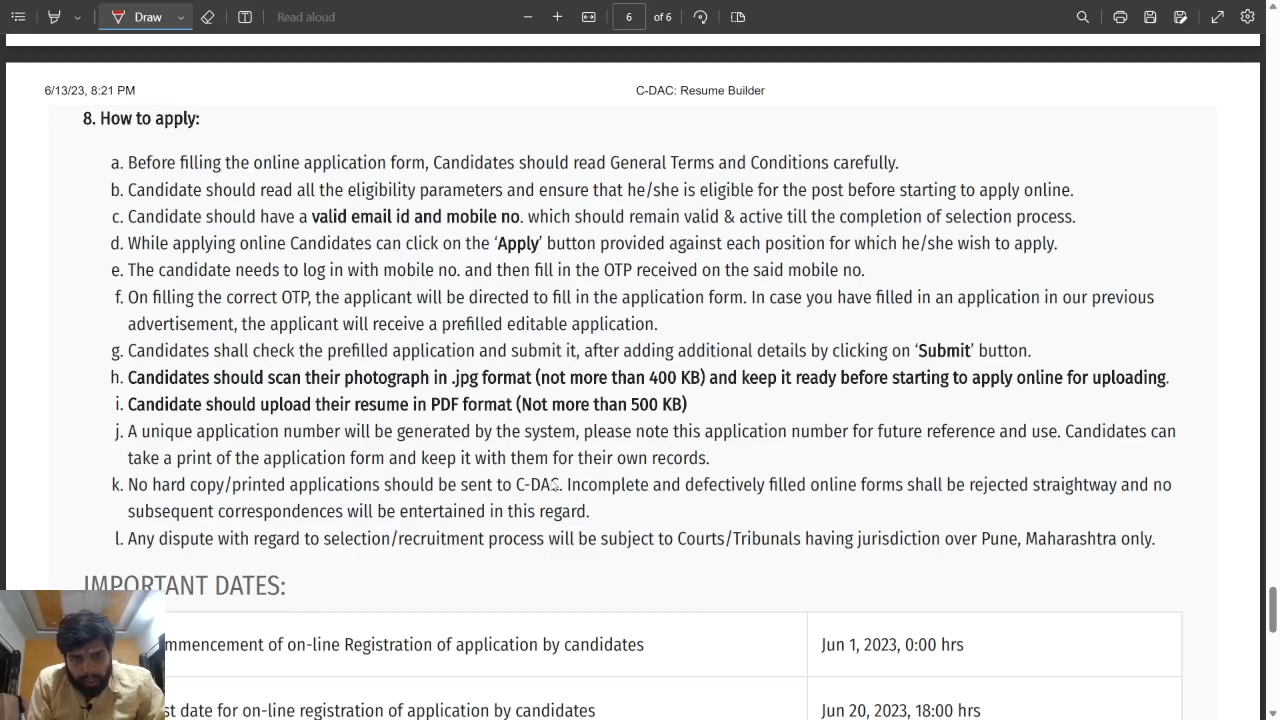 Draw
Read aloud
6
of 6
6/13/23, 8:21 PM
C-DAC: Resume Builder
8. How to apply:
a. Before filling the online application form, Candidates should read General Terms and Conditions carefully.
b. Candidate should read all the eligibility parameters and ensure that he/she is eligible for the post before starting to apply online.
c. Candidate should have a valid email id and mobile no. which should remain valid & active till the completion of selection process.
d. While applying online Candidates can click on the ‘Apply’ button provided against each position for which he/she wish to apply.
e. The candidate needs to log in with mobile no. and then fill in the OTP received on the said mobile no.
f. On filling the correct OTP, the applicant will be directed to fill in the application form. In case you have filled in an application in our previous
advertisement, the applicant will receive a prefilled editable application.
g. Candidates shall check the prefilled application and submit it, after adding additional details by clicking on ‘Submit’ button.
h. Candidates should scan their photograph in .jpg format (not more than 400 KB) and keep it ready before starting to apply online for uploading.
i. Candidate should upload their resume in PDF format (Not more than 500 KB)
j. A unique application number will be generated by the system, please note this application number for future reference and use. Candidates can
take a print of the application form and keep it with them for their own records.
k. No hard copy/printed applications should be sent to C-DAC. Incomplete and defectively filled online forms shall be rejected straightway and no
subsequent correspondences will be entertained in this regard.
l. Any dispute with regard to selection/recruitment process will be subject to Courts/Tribunals having jurisdiction over Pune, Maharashtra only.
IMPORTANT DATES:
mmencement of on-line Registration of application by candidates
Jun 1, 2023, 0:00 hrs
st date for on-line registration of application by candidates
Jun 20, 2023, 18:00 hrs